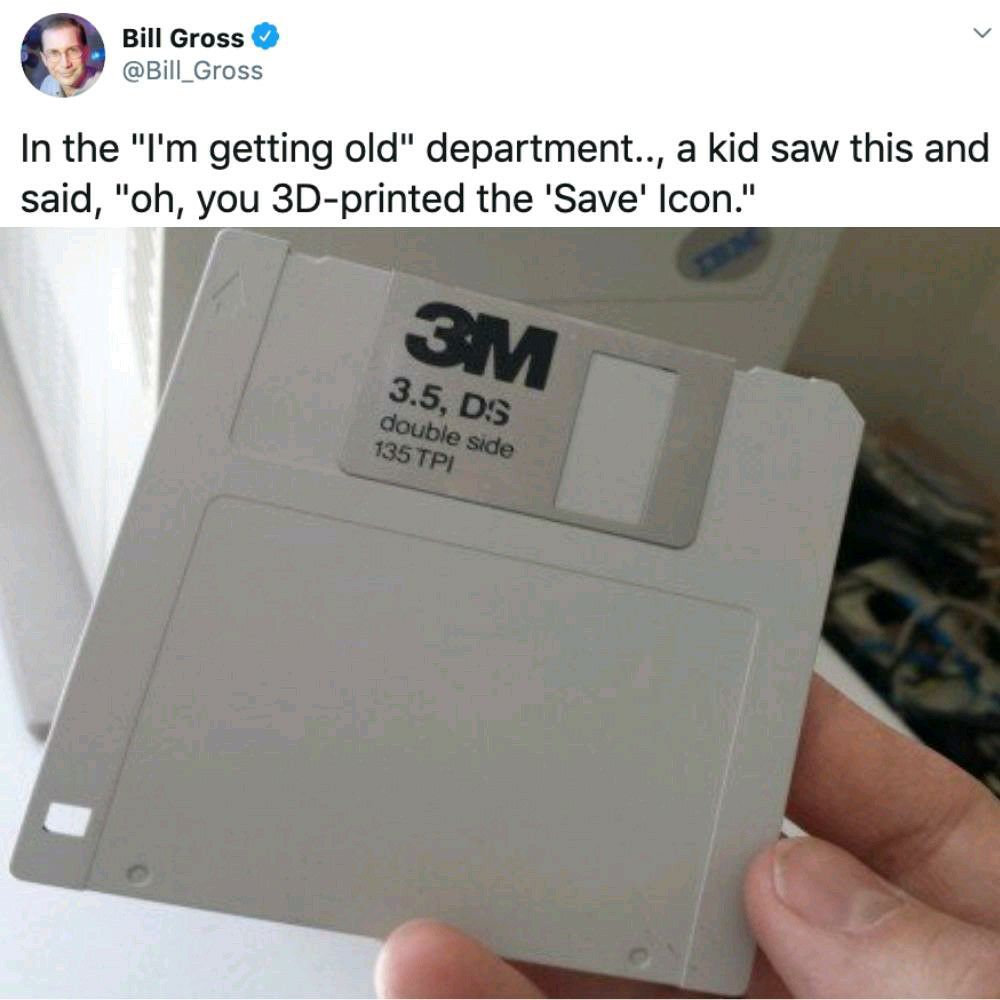 Bill Gross
@Bill_Gross
In the "I'm getting old" department.., a kid saw this and
said, "oh, you 3D-printed the 'Save' Icon."
IBM
3M
3.5, DS
double side
135 TPI